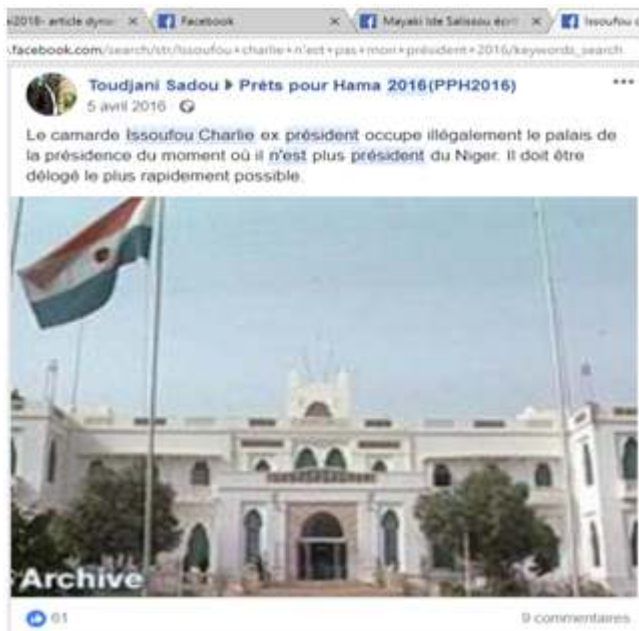 Facebook
Mayaki Ide Salissou écrit
Issoufou
facebook.com/search/str/Issoufou+charlie+n'est+pas+mon+président+2016/keywords_search
Toudjani Sadou ▶ Prêts pour Hama 2016(PPH2016)
5 avril 2016
Le camarde Issoufou Charlie ex président occupe illégalement le palais de
la présidence du moment où il n'est plus président du Niger. Il doit être
délogé le plus rapidement possible.
Archive
61
9 commentaires